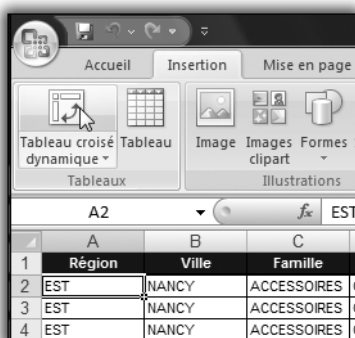 Accueil Insertion Mise en page
Tableau croisé Tableau Image Images Formes
dynamique clipart
Tableaux Illustrations
A2 fx EST
A B C
1 Région Ville Famille
2 EST NANCY ACCESSOIRES
3 EST NANCY ACCESSOIRES
4 EST NANCY ACCESSOIRES